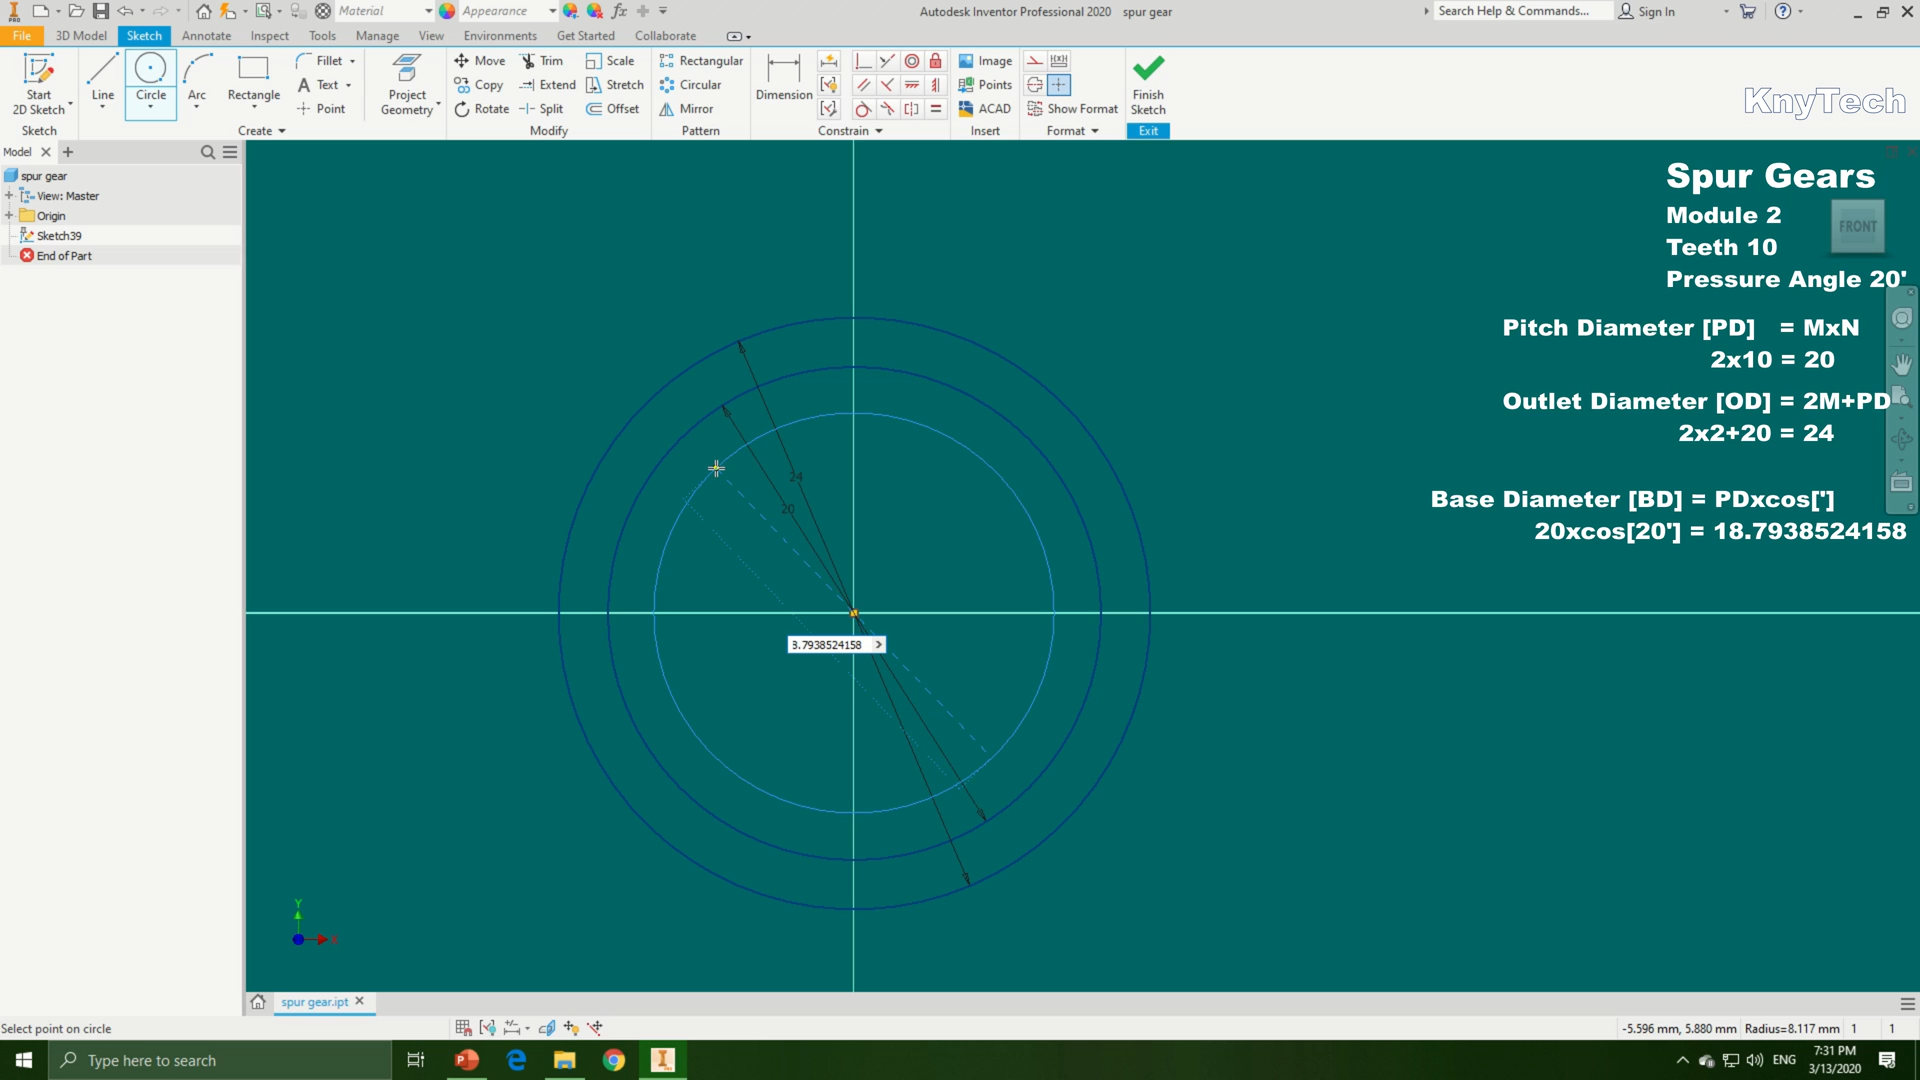 PRO
Material
Appearance
fx
Autodesk Inventor Professional 2020 spur gear
Search Help & Commands...
Sign In
File 3D Model Sketch Annotate Inspect Tools Manage View Environments Get Started Collaborate
Start
2D Sketch
Sketch
Line
Circle
Arc
Rectangle
Fillet
Text
Point
Create
Project
Geometry
Move
Copy
Rotate
Trim
Extend
Split
Scale
Stretch
Offset
Modify
Rectangular
Circular
Mirror
Pattern
Dimension
Constrain
Image
Points
ACAD
Insert
Show Format
Format
Finish
Sketch
Exit
KnyTech
Model
spur gear
View: Master
Origin
Sketch39
End of Part
Spur Gears
Module 2
Teeth 10
Pressure Angle 20'
FRONT
Pitch Diameter [PD] = MxN
2x10 = 20
Outlet Diameter [OD] = 2M+PD
2x2+20 = 24
Base Diameter [BD] = PDxcos[']
20xcos[20'] = 18.7938524158
24
20
8.7938524158
Y
X
spur gear.ipt
Select point on circle
-5.596 mm, 5.880 mm Radius=8.117 mm 1 1
Type here to search
ENG
7:31 PM
3/13/2020